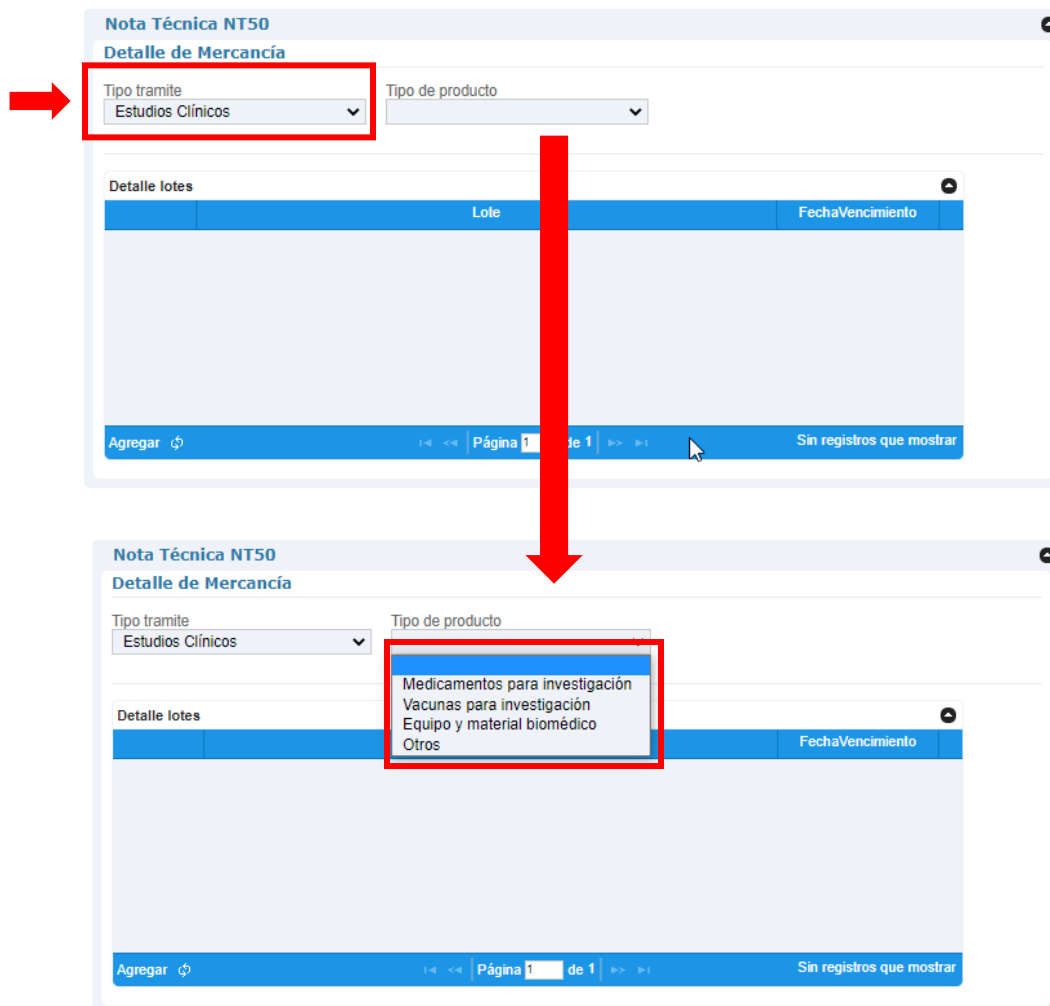 Nota Técnica NT50
Detalle de Mercancía
Tipo tramite Tipo de producto
Estudios Clínicos
Detalle lotes
Lote FechaVencimiento
Agregar Página 1 de 1 Sin registros que mostrar
Nota Técnica NT50
Detalle de Mercancía
Tipo tramite Tipo de producto
Estudios Clínicos
Medicamentos para investigación
Vacunas para investigación
Equipo y material biomédico
Otros
Detalle lotes
FechaVencimiento
Agregar Página 1 de 1 Sin registros que mostrar